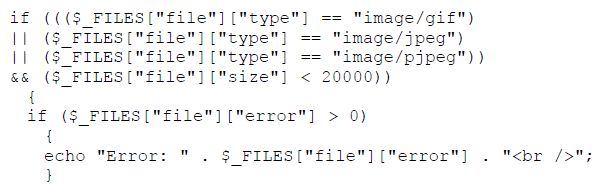 if ((($_FILES["file"]["type"] == "image/gif")
|| ($_FILES["file"]["type"] == "image/jpeg")
|| ($_FILES["file"]["type"] == "image/pjpeg"))
&& ($_FILES["file"]["size"] < 20000))
  {
  if ($_FILES["file"]["error"] > 0)
    {
    echo "Error: " . $_FILES["file"]["error"] . "<br />";
    }